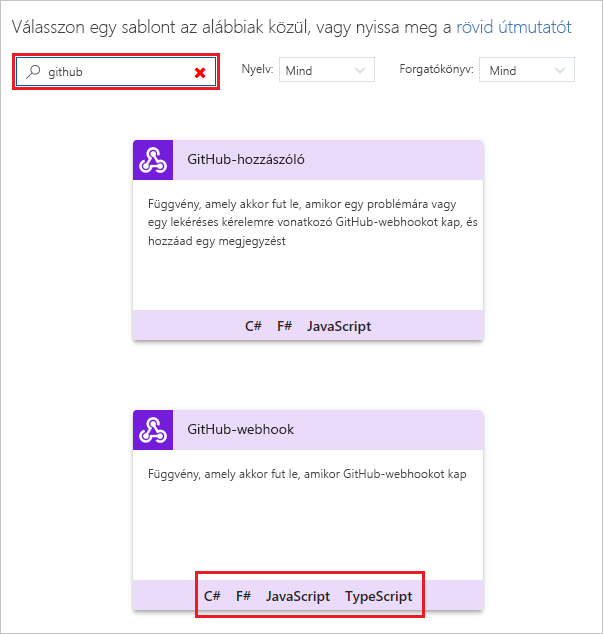 Válasszon egy sablont az alábbiak közül, vagy nyissa meg a rövid útmutatót
github Nyelv: Mind Forgatókönyv: Mind
GitHub-hozzászóló
Függvény, amely akkor fut le, amikor egy problémára vagy
egy lekéréses kérelemre vonatkozó GitHub-webhookot kap, és
hozzáad egy megjegyzést
C# F# JavaScript
GitHub-webhook
Függvény, amely akkor fut le, amikor GitHub-webhookot kap
C# F# JavaScript TypeScript